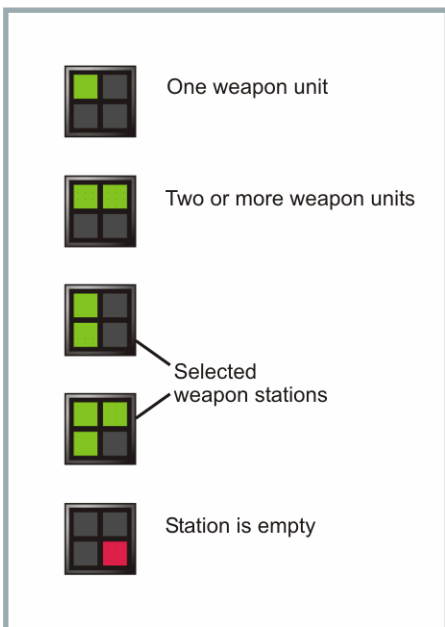 One weapon unit
Two or more weapon units
Selected
weapon stations
Station is empty